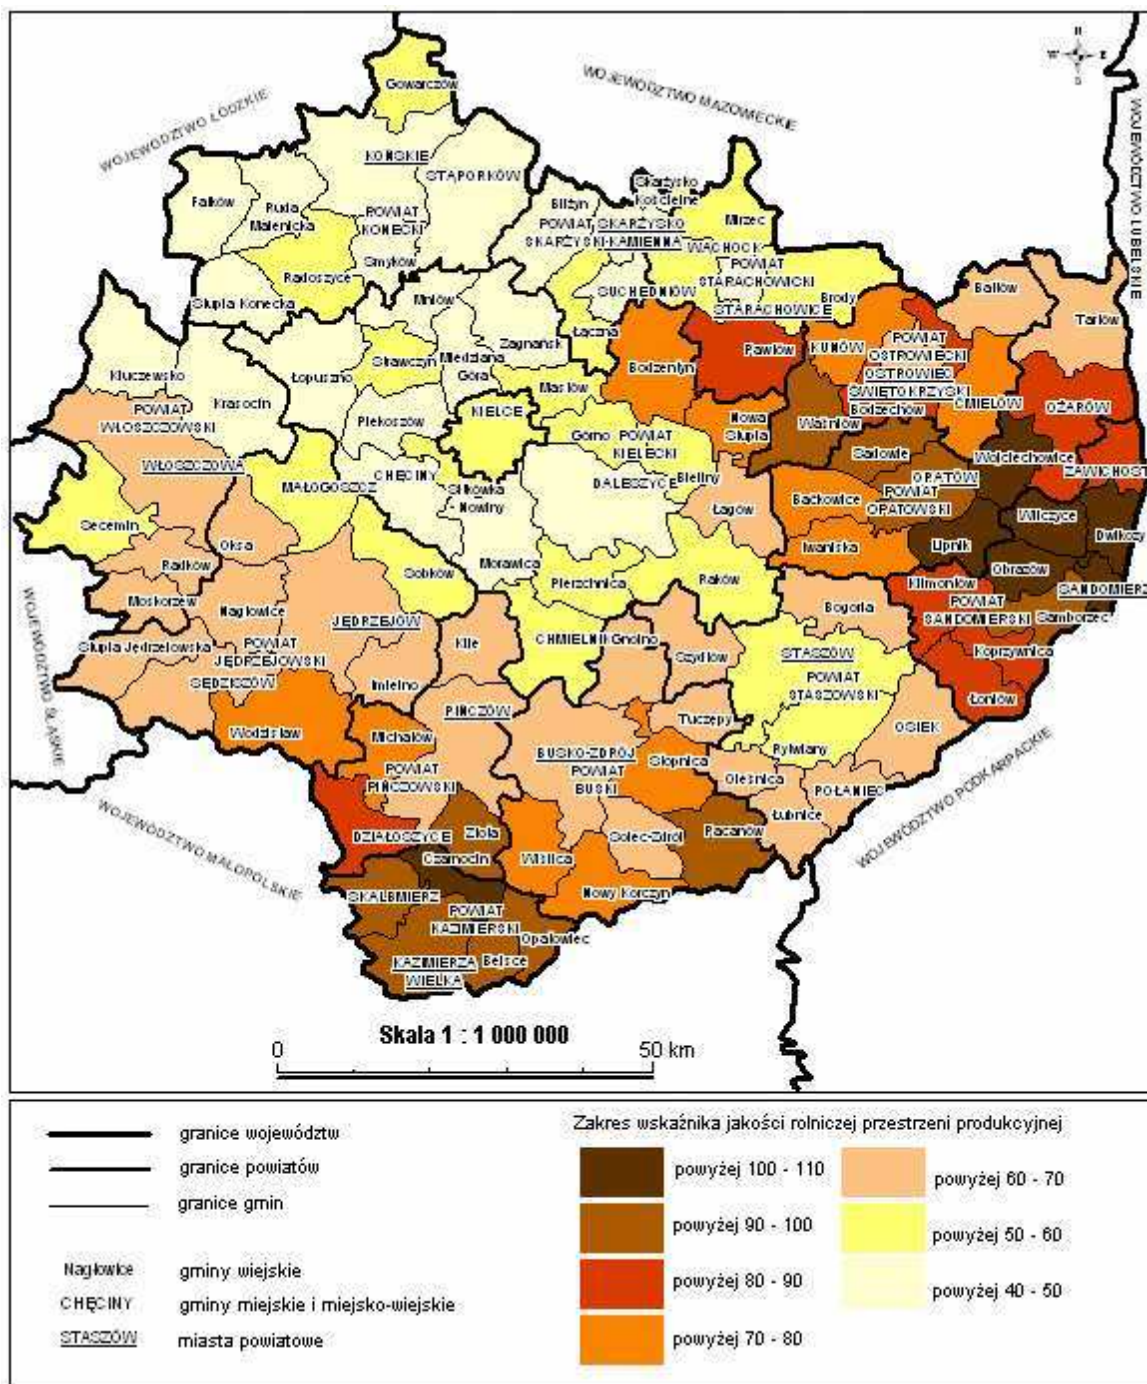 N
W E
S
WOJEWÓDZTWO ŁÓDZKIE
WOJEWÓDZTWO MAZOWIECKIE
WOJEWÓDZTWO LUBELSKIE
WOJEWÓDZTWO ŚLĄSKIE
WOJEWÓDZTWO MAŁOPOLSKIE
WOJEWÓDZTWO PODKARPACKIE
Gowarczów
KOŃSKIE
STĄPORKÓW
Fałków
Ruda
Malenicka
POWIAT
KONECKI
Radoszyce
Smyków
Słupia Konecka
Bliżyn
Skarżysko
Kościelne
POWIAT
SKARŻYSKI
SKARŻYSKO
KAMIENNA
SUCHEDNIÓW
Łączna
Mirzec
WĄCHOCK
POWIAT
STARACHOWICKI
STARACHOWICE
Brody
Pawłów
Mniów
Zagnańsk
Strawczyn
Miedziana
Góra
Łopuszno
Piekoszów
KIELCE
Masłów
Górno
POWIAT
KIELECKI
Bodzentyn
Nowa
Słupia
Bieliny
DALESZYCE
Łagów
CHĘCINY
Sitkówka
Nowiny
Morawica
Pierzchnica
Raków
CHMIELNIK
Kluczewsko
Krasocin
POWIAT
WŁOSZCZOWSKI
WŁOSZCZOWA
Secemin
Radków
Moskorzew
MAŁOGOSZCZ
Oksa
Sobków
Nagłowice
JĘDRZEJÓW
Słupia Jędrzejowska
POWIAT
JĘDRZEJOWSKI
SĘDZISZÓW
Imielno
Wodzisław
KUNÓW
POWIAT
OSTROWIECKI
OSTROWIEC
ŚWIĘTOKRZYSKI
Bodzechów
ĆMIELÓW
Bałtów
Waśniów
Tarłów
OŻARÓW
Sadowie
OPATÓW
POWIAT
OPATOWSKI
Wojciechowice
Baćkowice
Iwaniska
Lipnik
ZAWICHOST
Wilczyce
Dwikozy
Obrazów
SANDOMIERZ
Samborzec
Klimontów
POWIAT
SANDOMIERSKI
Koprzywnica
Łoniów
Bogoria
Szydłów
STASZÓW
POWIAT
STASZOWSKI
OSIEK
Rytwiany
Oleśnica
POŁANIEC
Łubnice
Kije
PIŃCZÓW
Michałów
POWIAT
PIŃCZOWSKI
DZIAŁOSZYCE
Złota
Gnojno
Tuczępy
BUSKO-ZDRÓJ
POWIAT
BUSKI
Stopnica
Solec-Zdrój
Pacanów
Wiślica
Nowy Korczyn
Czarnocin
SKALBMIERZ
POWIAT
KAZIMIERSKI
KAZIMIERZA
WIELKA
Bejsce
Opatowiec
Skala 1 : 1 000 000
0 50 km
granice województw
granice powiatów
granice gmin
Nagłowice gminy wiejskie
CHĘCINY gminy miejskie i miejsko-wiejskie
STASZÓW miasta powiatowe
Zakres wskaźnika jakości rolniczej przestrzeni produkcyjnej
powyżej 100 - 110
powyżej 90 - 100
powyżej 80 - 90
powyżej 70 - 80
powyżej 60 - 70
powyżej 50 - 60
powyżej 40 - 50